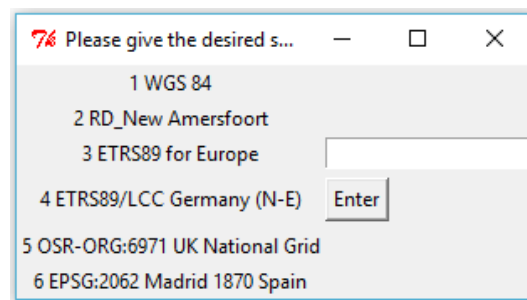 Please give the desired s...
1 WGS 84
2 RD_New Amersfoort
3 ETRS89 for Europe
4 ETRS89/LCC Germany (N-E)
Enter
5 OSR-ORG:6971 UK National Grid
6 EPSG:2062 Madrid 1870 Spain